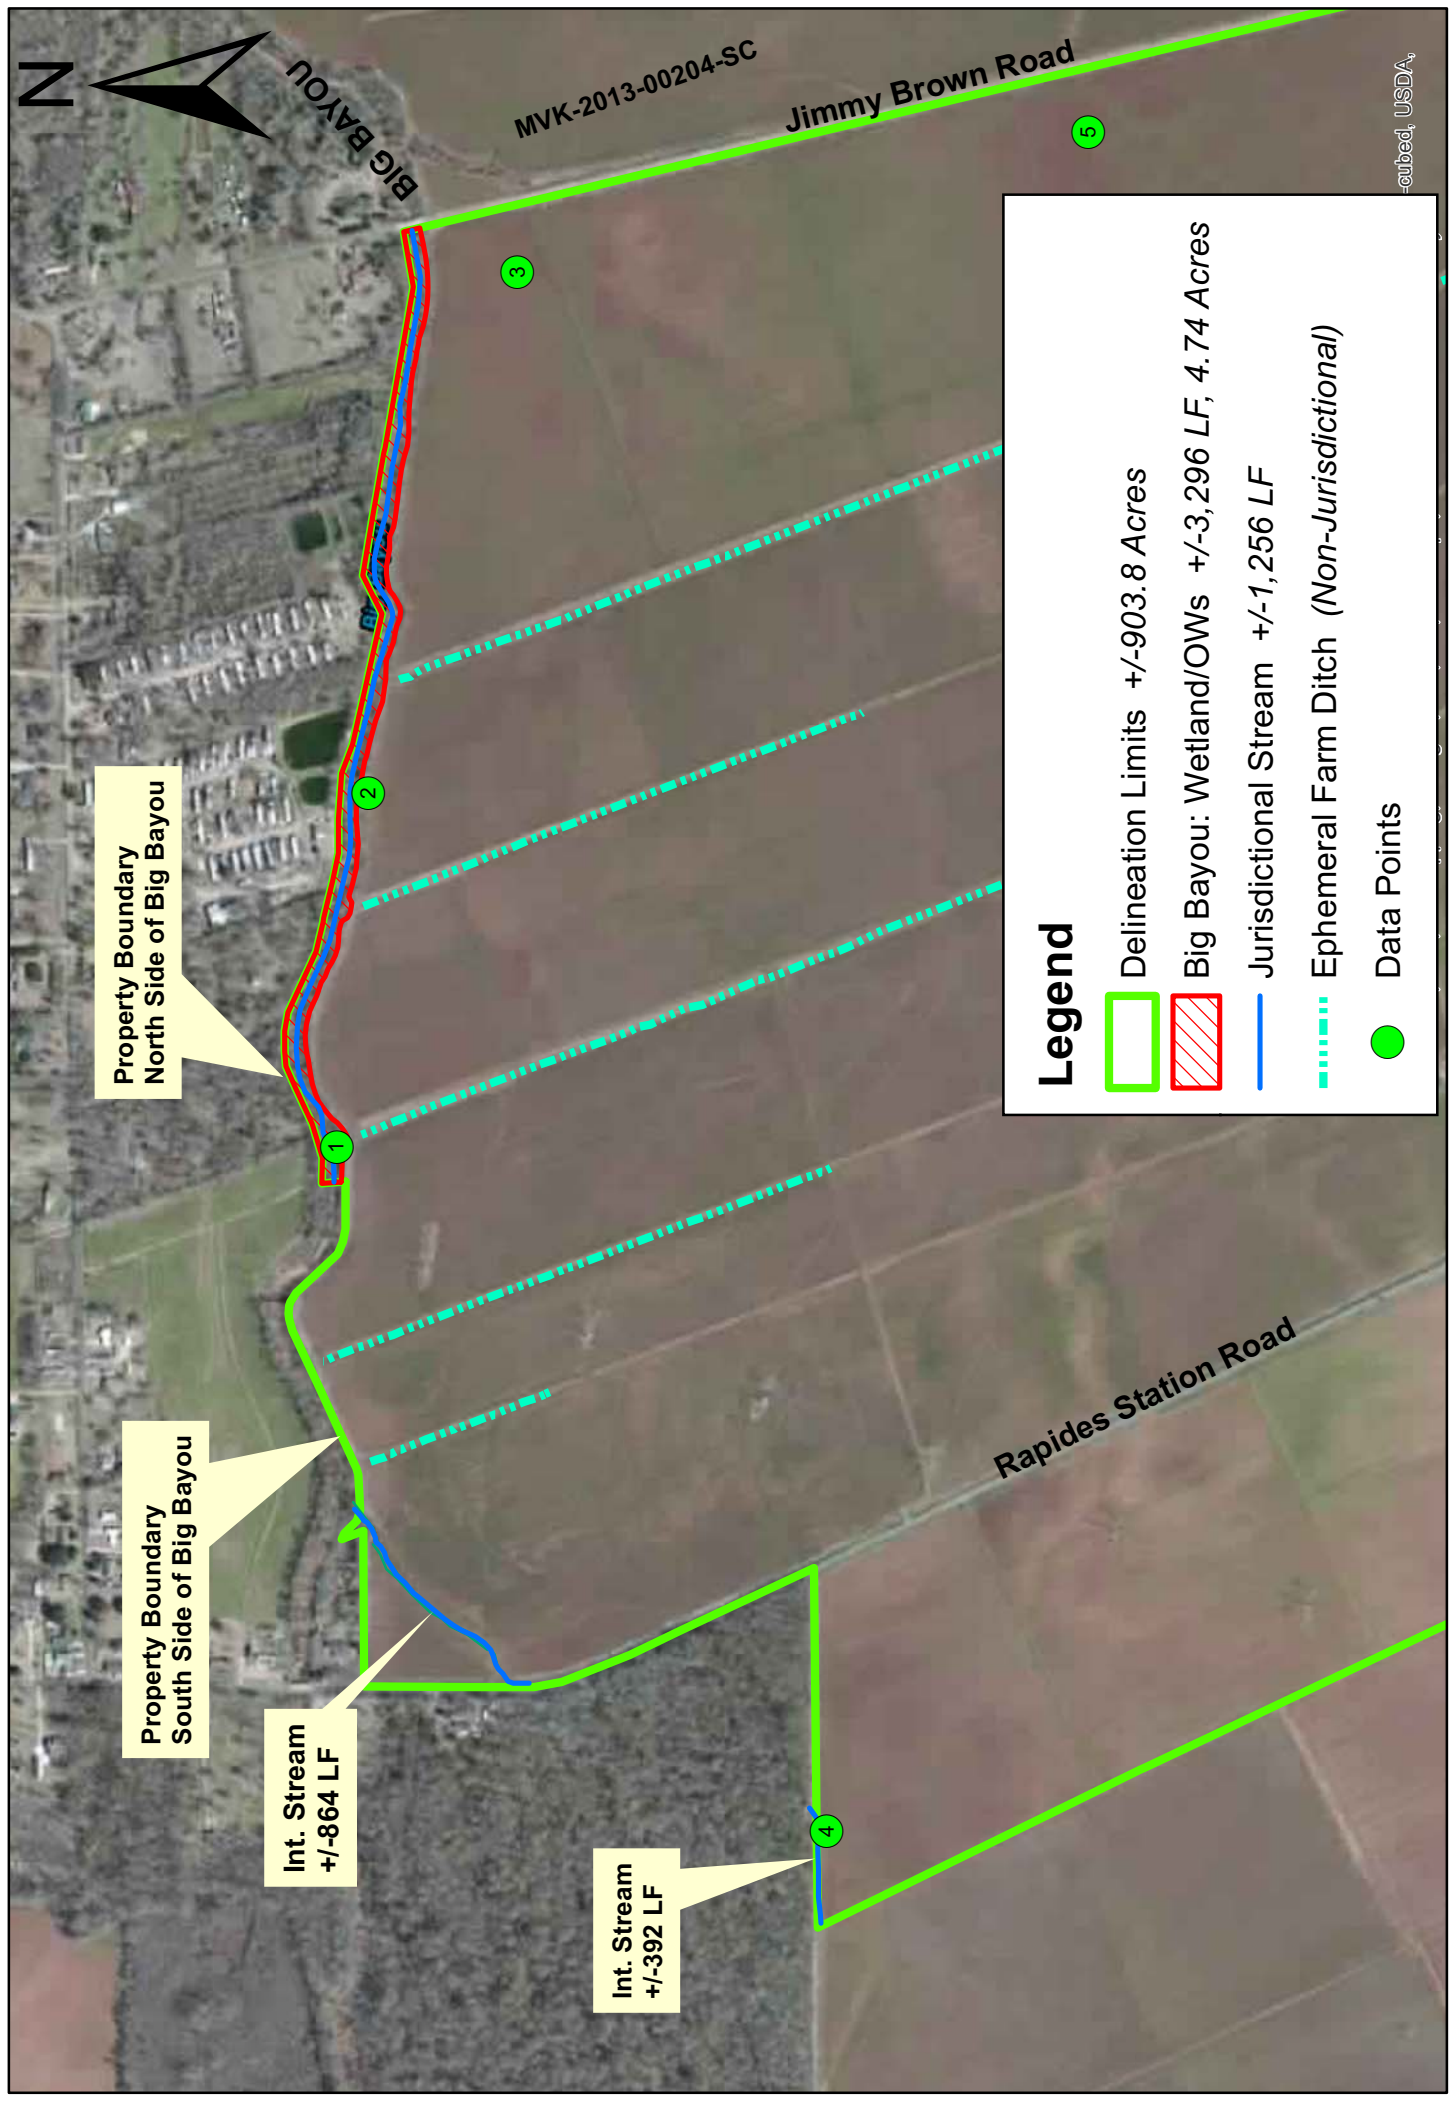 N
BIG BAYOU
MVK-2013-00204-SC
Jimmy Brown Road
Property Boundary
North Side of Big Bayou
Property Boundary
South Side of Big Bayou
Int. Stream
+/-864 LF
Int. Stream
+/-392 LF
1
2
3
4
5
Rapides Station Road
Legend
Delineation Limits +/-903.8 Acres
Big Bayou: Wetland/OWs +/-3,296 LF, 4.74 Acres
Jurisdictional Stream +/-1,256 LF
Ephemeral Farm Ditch (Non-Jurisdictional)
Data Points
-cubed, USDA,